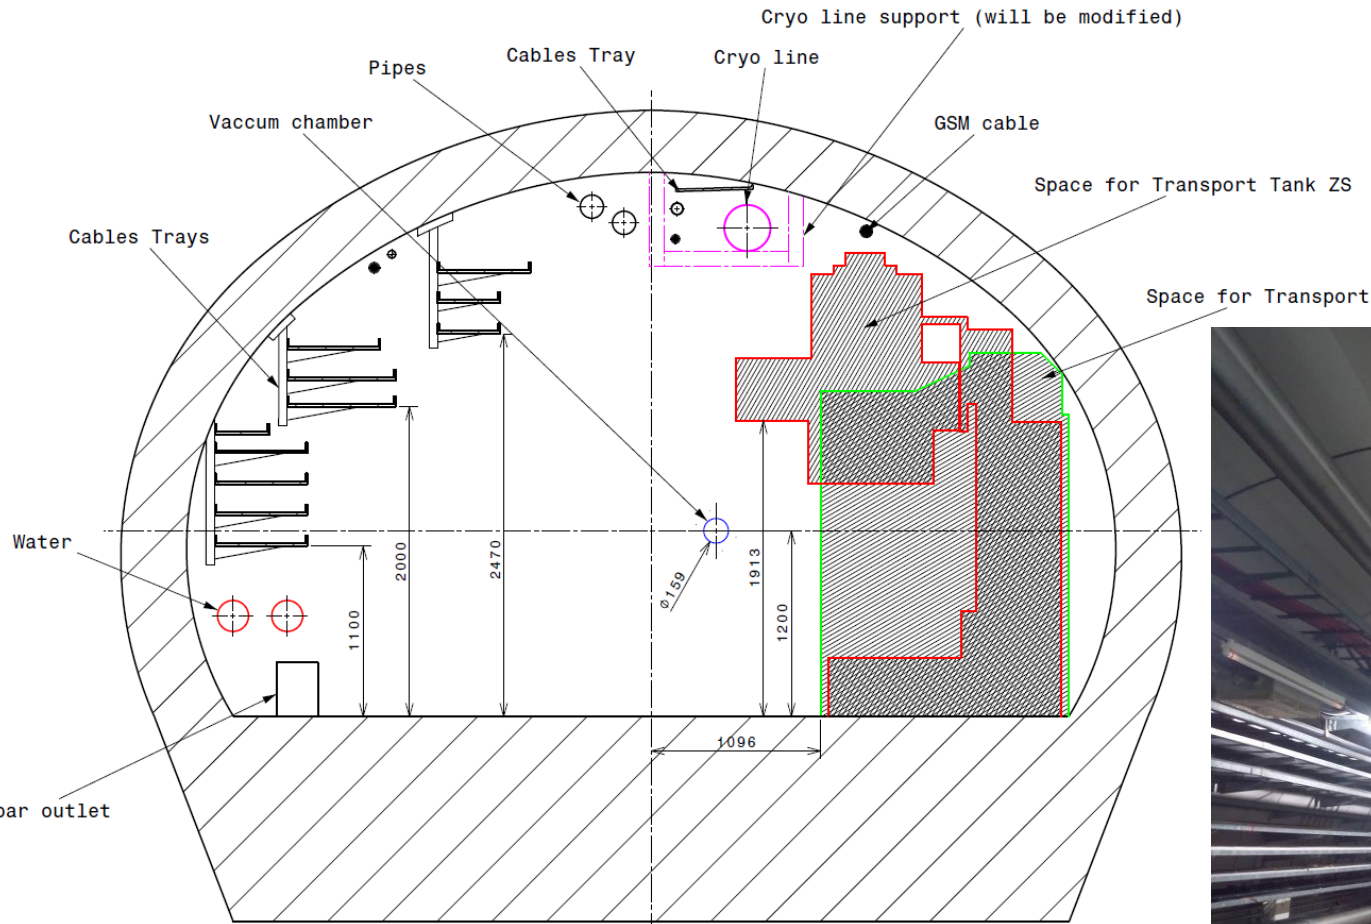 Cryo line support (will be modified)
Cables Tray
Cryo line
Pipes
Vaccum chamber
GSM cable
Space for Transport Tank ZS
Cables Trays
Space for Transport
Water
1100
2000
2470
Ø159
1913
1200
1096
bar outlet